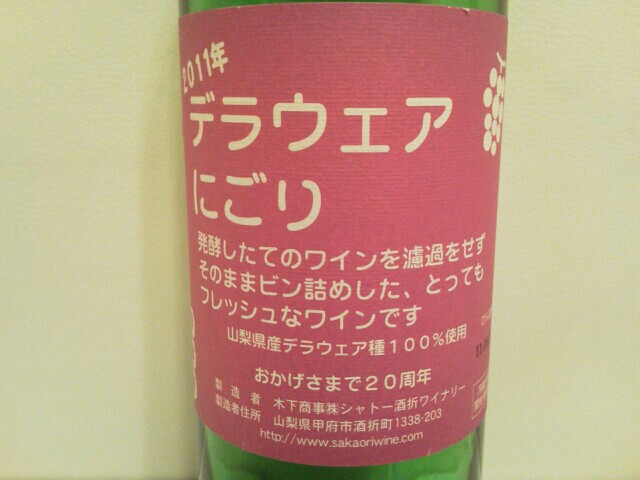 2011年
デラウェア
にごり
発酵したてのワインを濾過をせず
そのままビン詰めした、とっても
フレッシュなワインです
山梨県産デラウェア種100%使用
おかげさまで20周年
製造者 木下商事㈱シャトー酒折ワイナリー
製造者住所 山梨県甲府市酒折町1338-203
http://www.sakaoriwine.com